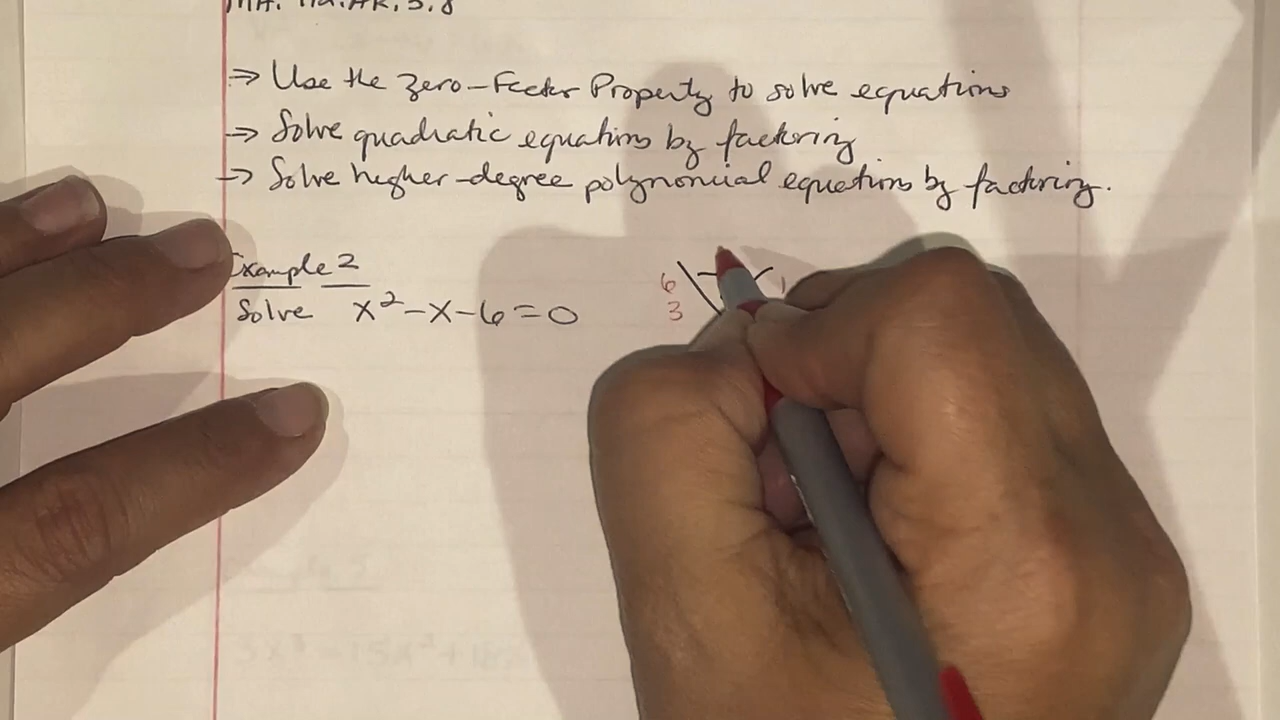 ⇒ Use the Zero-Factor Property to solve equations
→ Solve quadratic equations by factoring
→ Solve higher-degree polynomial equations by factoring.
Example 2
Solve x² - x - 6 = 0
6 1
3